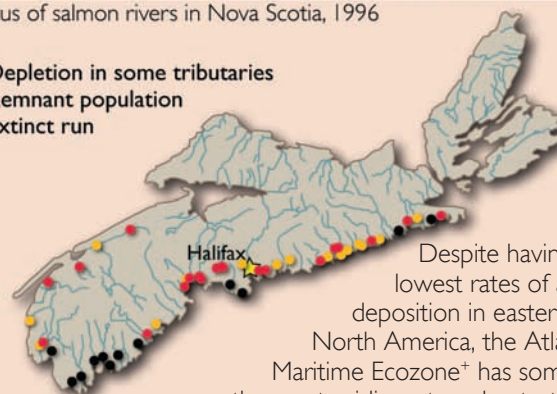 us of salmon rivers in Nova Scotia, 1996
Depletion in some tributaries
emnant population
xtinct run
Halifax
Despite havin
lowest rates of
deposition in eastern
North America, the Atla
Maritime Ecozone+ has som